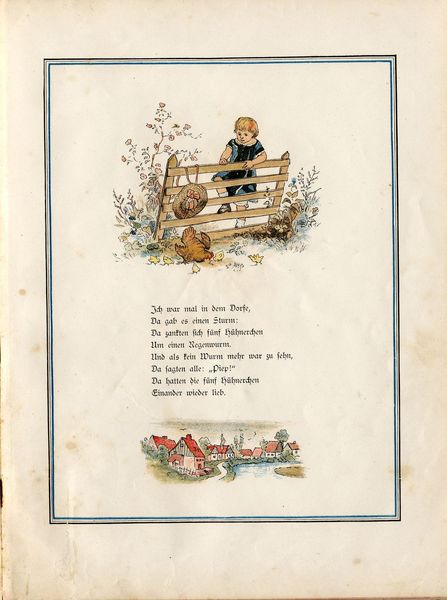 Ich war mal in dem Dorfe,
Da gab es einen Sturm:
Da zankten sich fünf Hühnerchen
Um einen Regenwurm.
Und als kein Wurm mehr war zu sehn,
Da sagten alle: „Piep!“
Da hatten die fünf Hühnerchen
Einander wieder lieb.